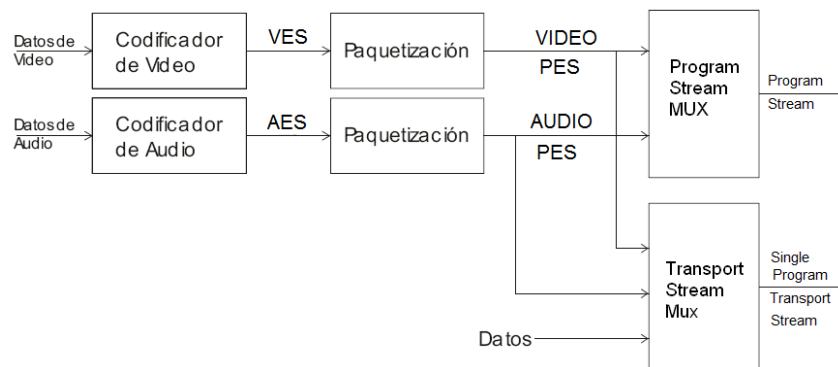 Datos de
Video
Codificador
de Video
VES
Paquetización
VIDEO
PES
Program
Stream
MUX
Program
Stream
Datos de
Audio
Codificador
de Audio
AES
Paquetización
AUDIO
PES
Transport
Stream
Mux
Single
Program
Transport
Stream
Datos